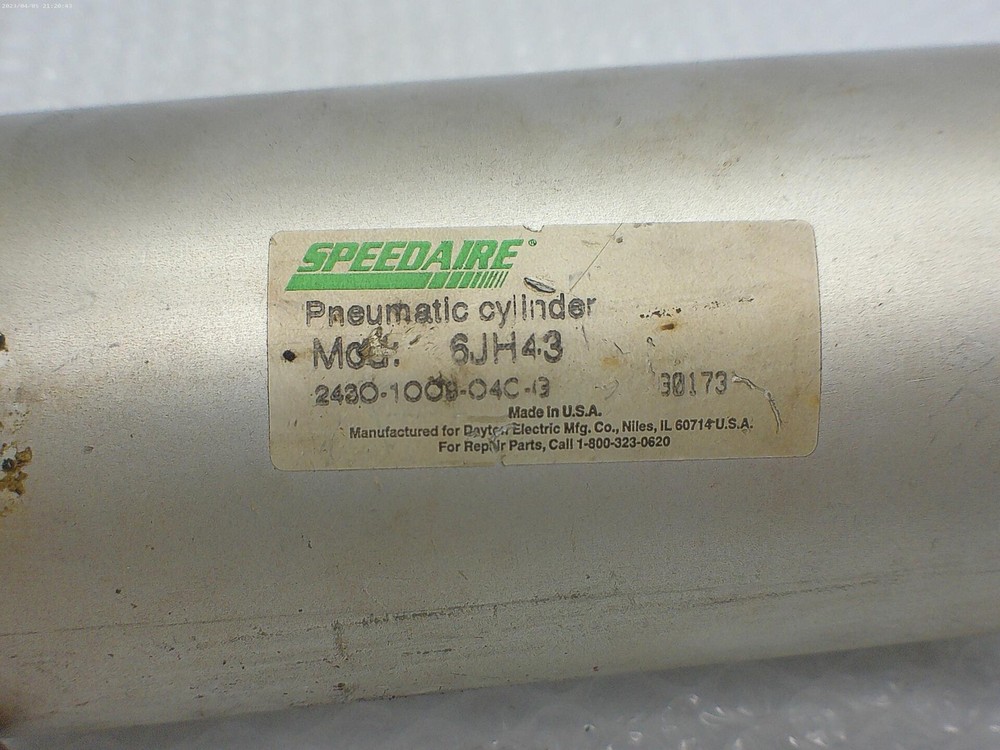 SPEEDAIRE®
Pneumatic cylinder
Mod: 6JH43
30173
Made In U.S.A.
Manufactured for Dayton Electric Mfg. Co., Niles, IL 60714 U.S.A.
For Repair Parts, Call 1-800-323-0620